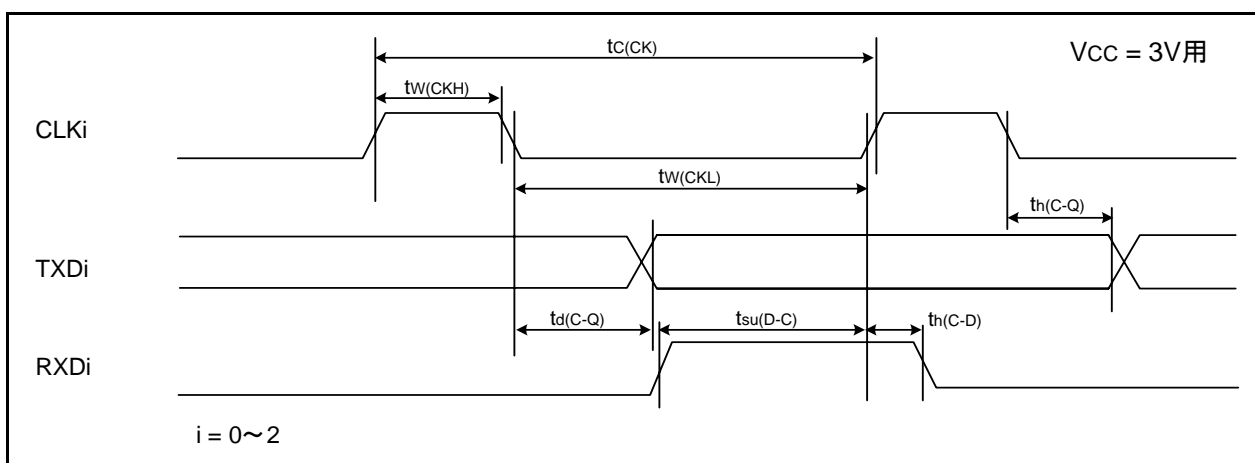 tC(CK)
VCC = 3V用
tW(CKH)
CLKi
tW(CKL)
th(C-Q)
TXDi
td(C-Q)
tsu(D-C)
th(C-D)
RXDi
i = 0～2